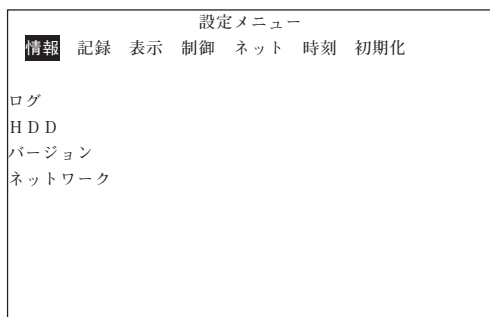 設定メニュー
情報 記録 表示 制御 ネット 時刻 初期化
ログ
HDD
バージョン
ネットワーク